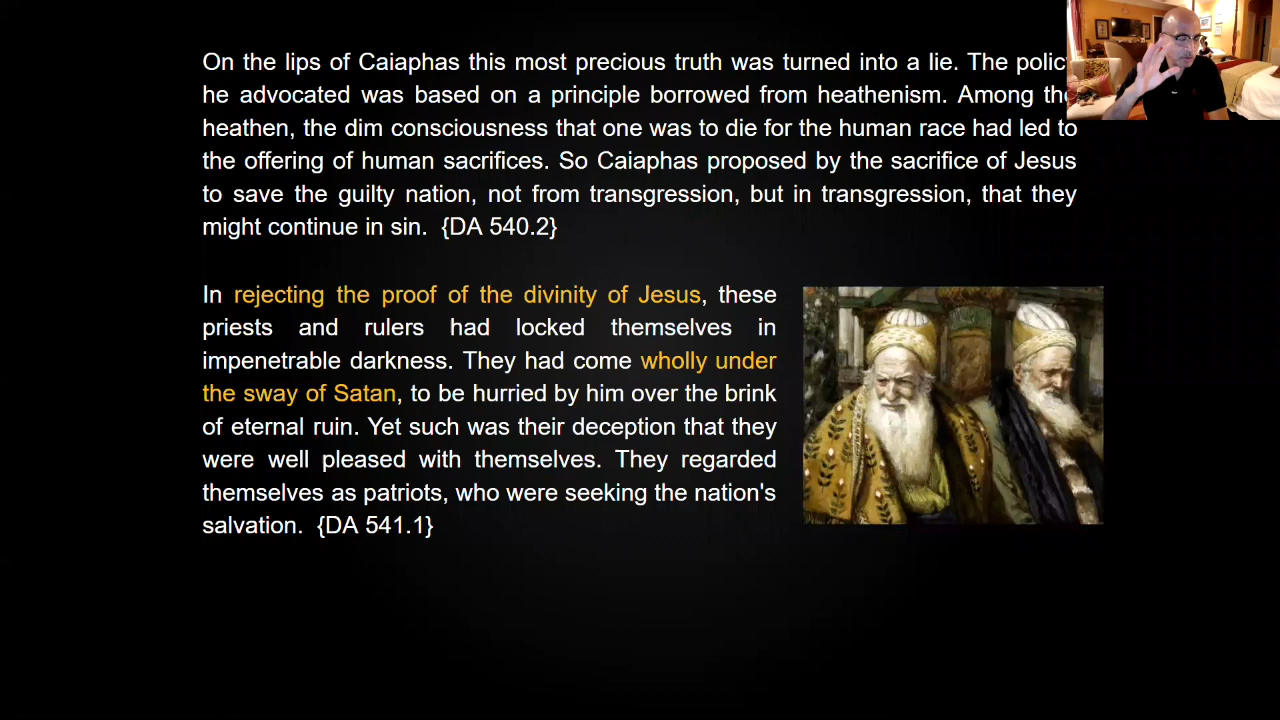 On the lips of Caiaphas this most precious truth was turned into a lie. The
he advocated was based on a principle borrowed from heathenism. Among
heathen, the dim consciousness that one was to die for the human race had led to
the offering of human sacrifices. So Caiaphas proposed by the sacrifice of Jesus
to save the guilty nation, not from transgression, but in transgression, that they
might continue in sin. {DA 540.2}
In rejecting the proof of the divinity of Jesus, these
priests and rulers had locked themselves in
impenetrable darkness. They had come wholly under
the sway of Satan, to be hurried by him over the brink
of eternal ruin. Yet such was their deception that they
were well pleased with themselves. They regarded
themselves as patriots, who were seeking the nation's
salvation. {DA 541.1}